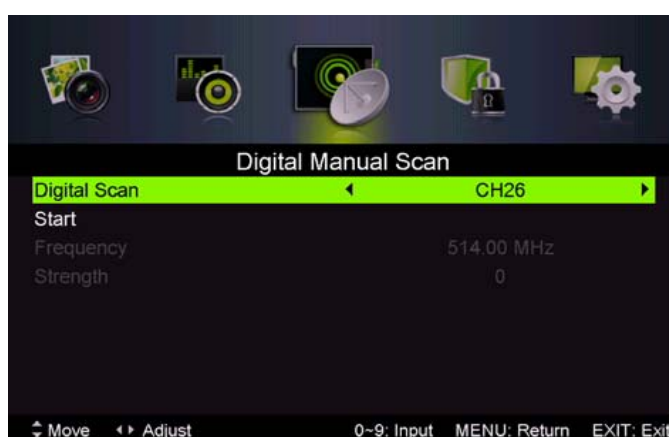 Digital Manual Scan
Digital Scan CH26
Start
Frequency 514.00 MHz
Strength 0
Move Adjust 0~9: Input MENU: Return EXIT: Exit